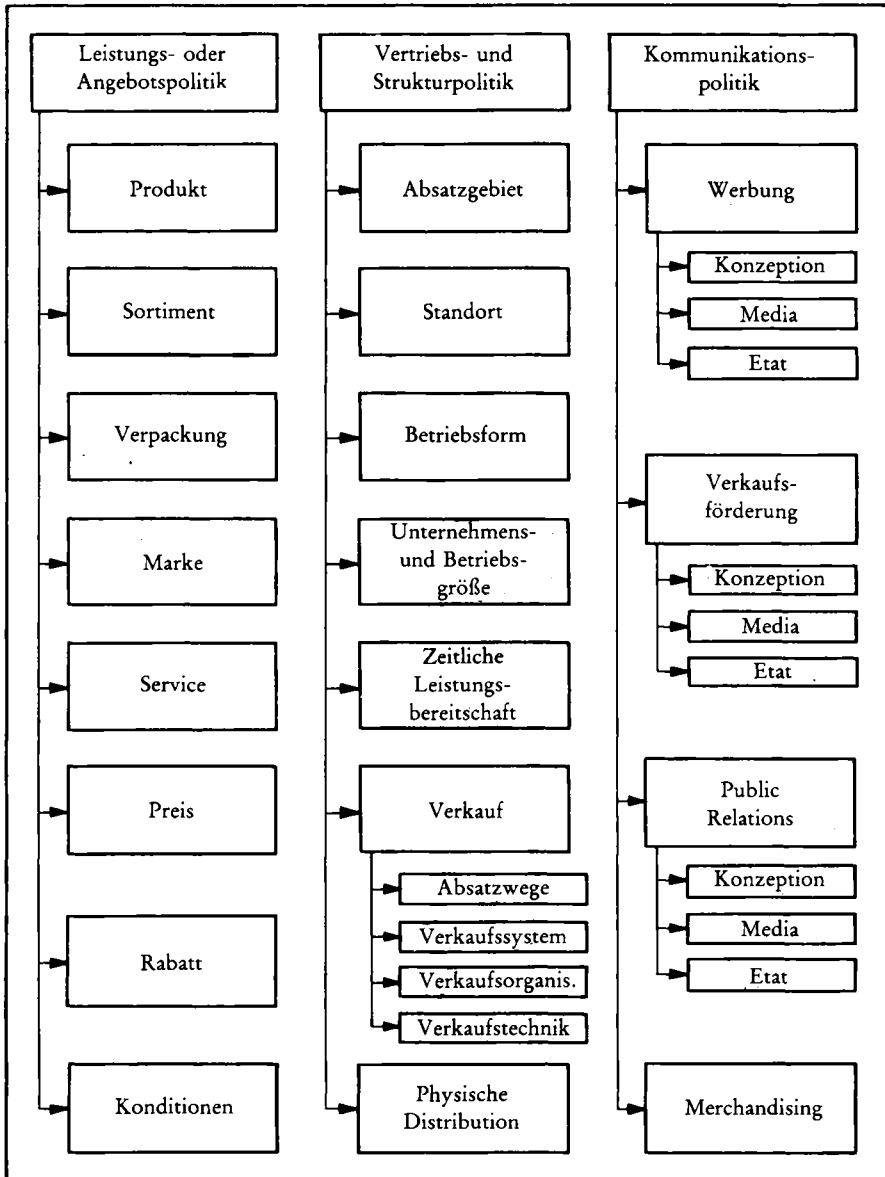 Leistungs- oder
Angebotspolitik
Produkt
Sortiment
Verpackung
Marke
Service
Preis
Rabatt
Konditionen
Vertriebs- und
Strukturpolitik
Absatzgebiet
Standort
Betriebsform
Unternehmens-
und Betriebs-
größe
Zeitliche
Leistungs-
bereitschaft
Verkauf
Absatzwege
Verkaufssystem
Verkaufsorganis.
Verkaufstechnik
Physische
Distribution
Kommunikations-
politik
Werbung
Konzeption
Media
Etat
Verkaufs-
förderung
Konzeption
Media
Etat
Public
Relations
Konzeption
Media
Etat
Merchandising